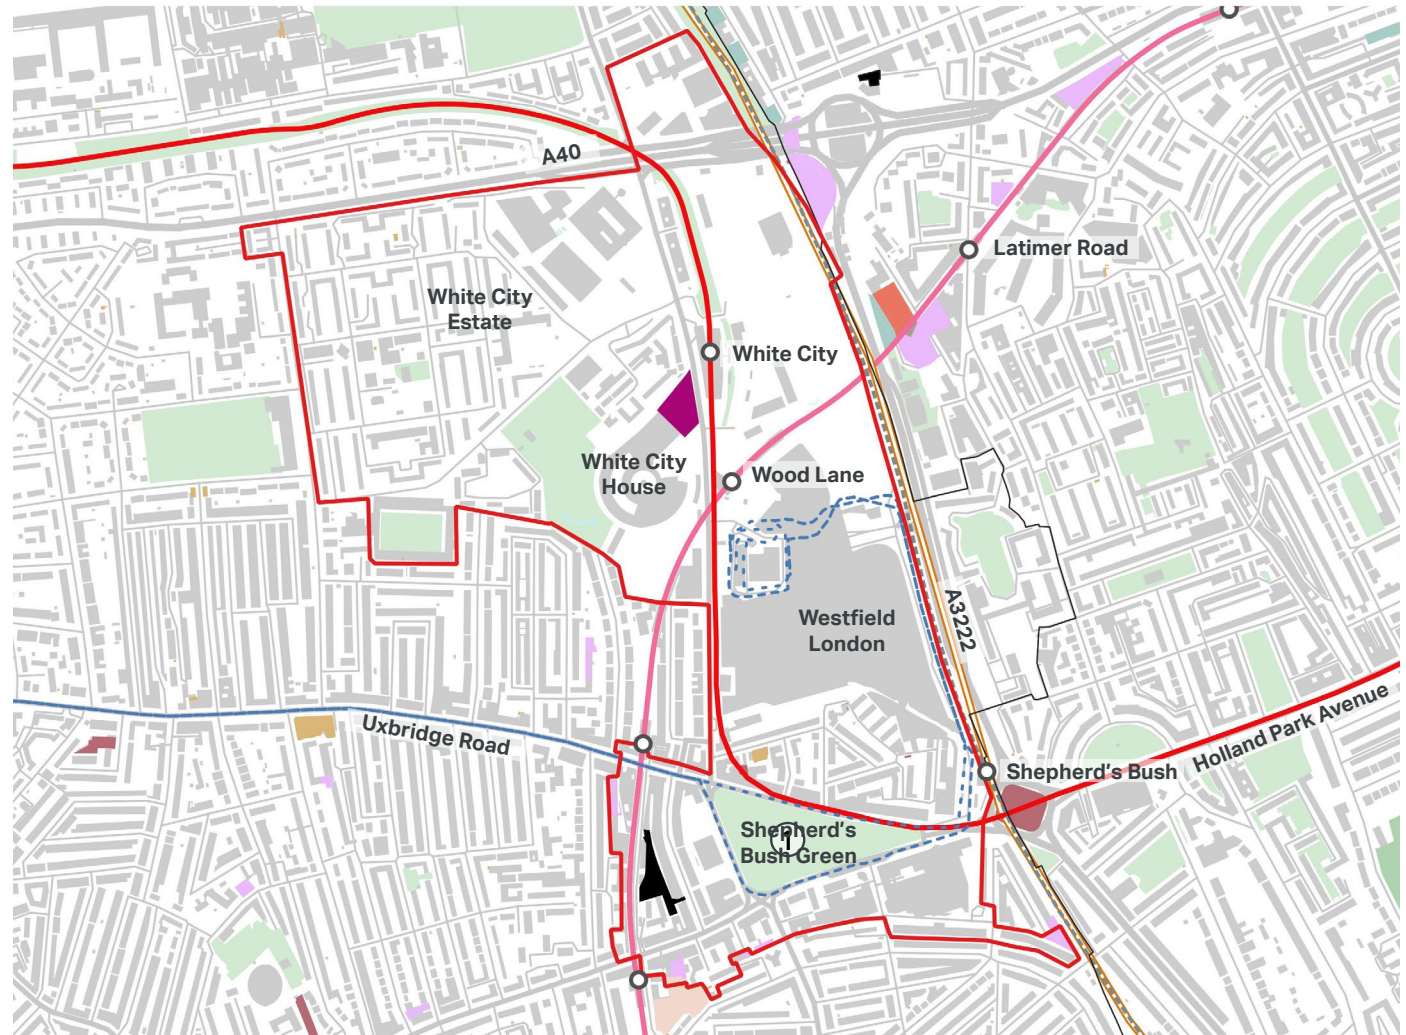 A40
Latimer Road
White City
Estate
White City
White City
House
Wood Lane
Westfield
London
A3222
Uxbridge Road
Holland Park Avenue
Shepherd's Bush
Shepherd's
1
Bush Green